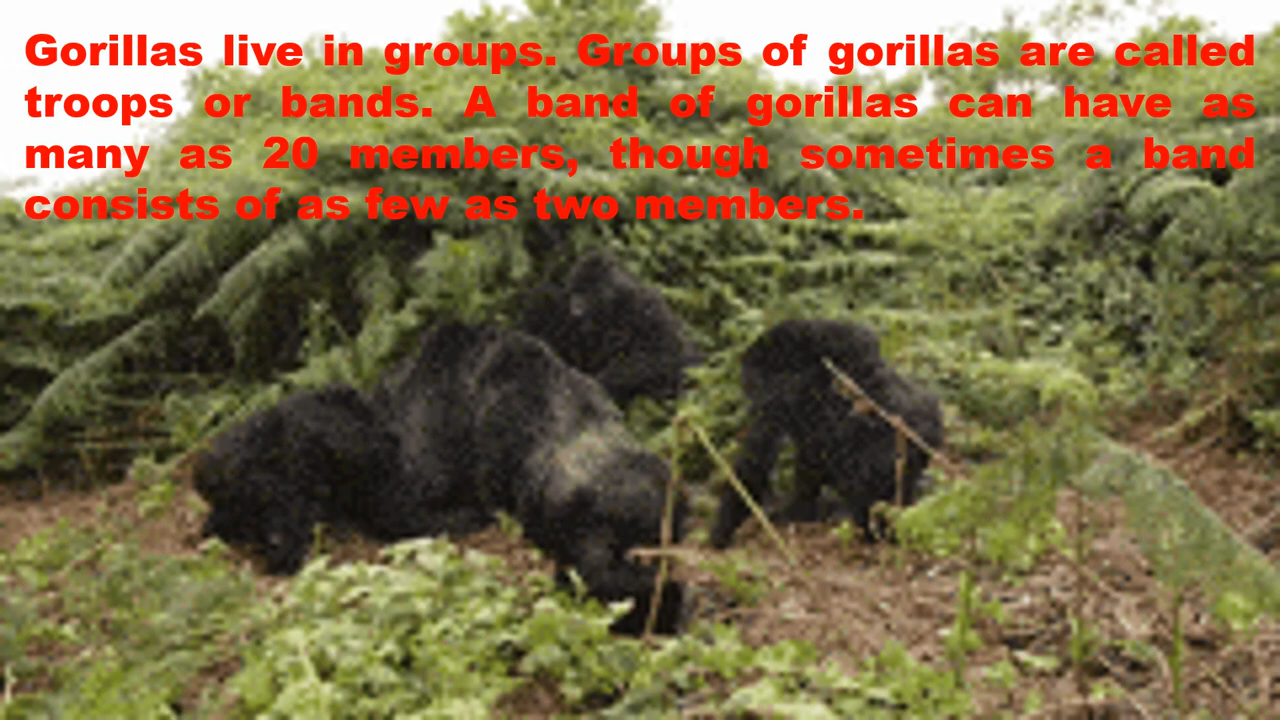 Gorillas live in groups. Groups of gorillas are called
troops or bands. A band of gorillas can have as
many as 20 members, though sometimes a band
consists of as few as two members.